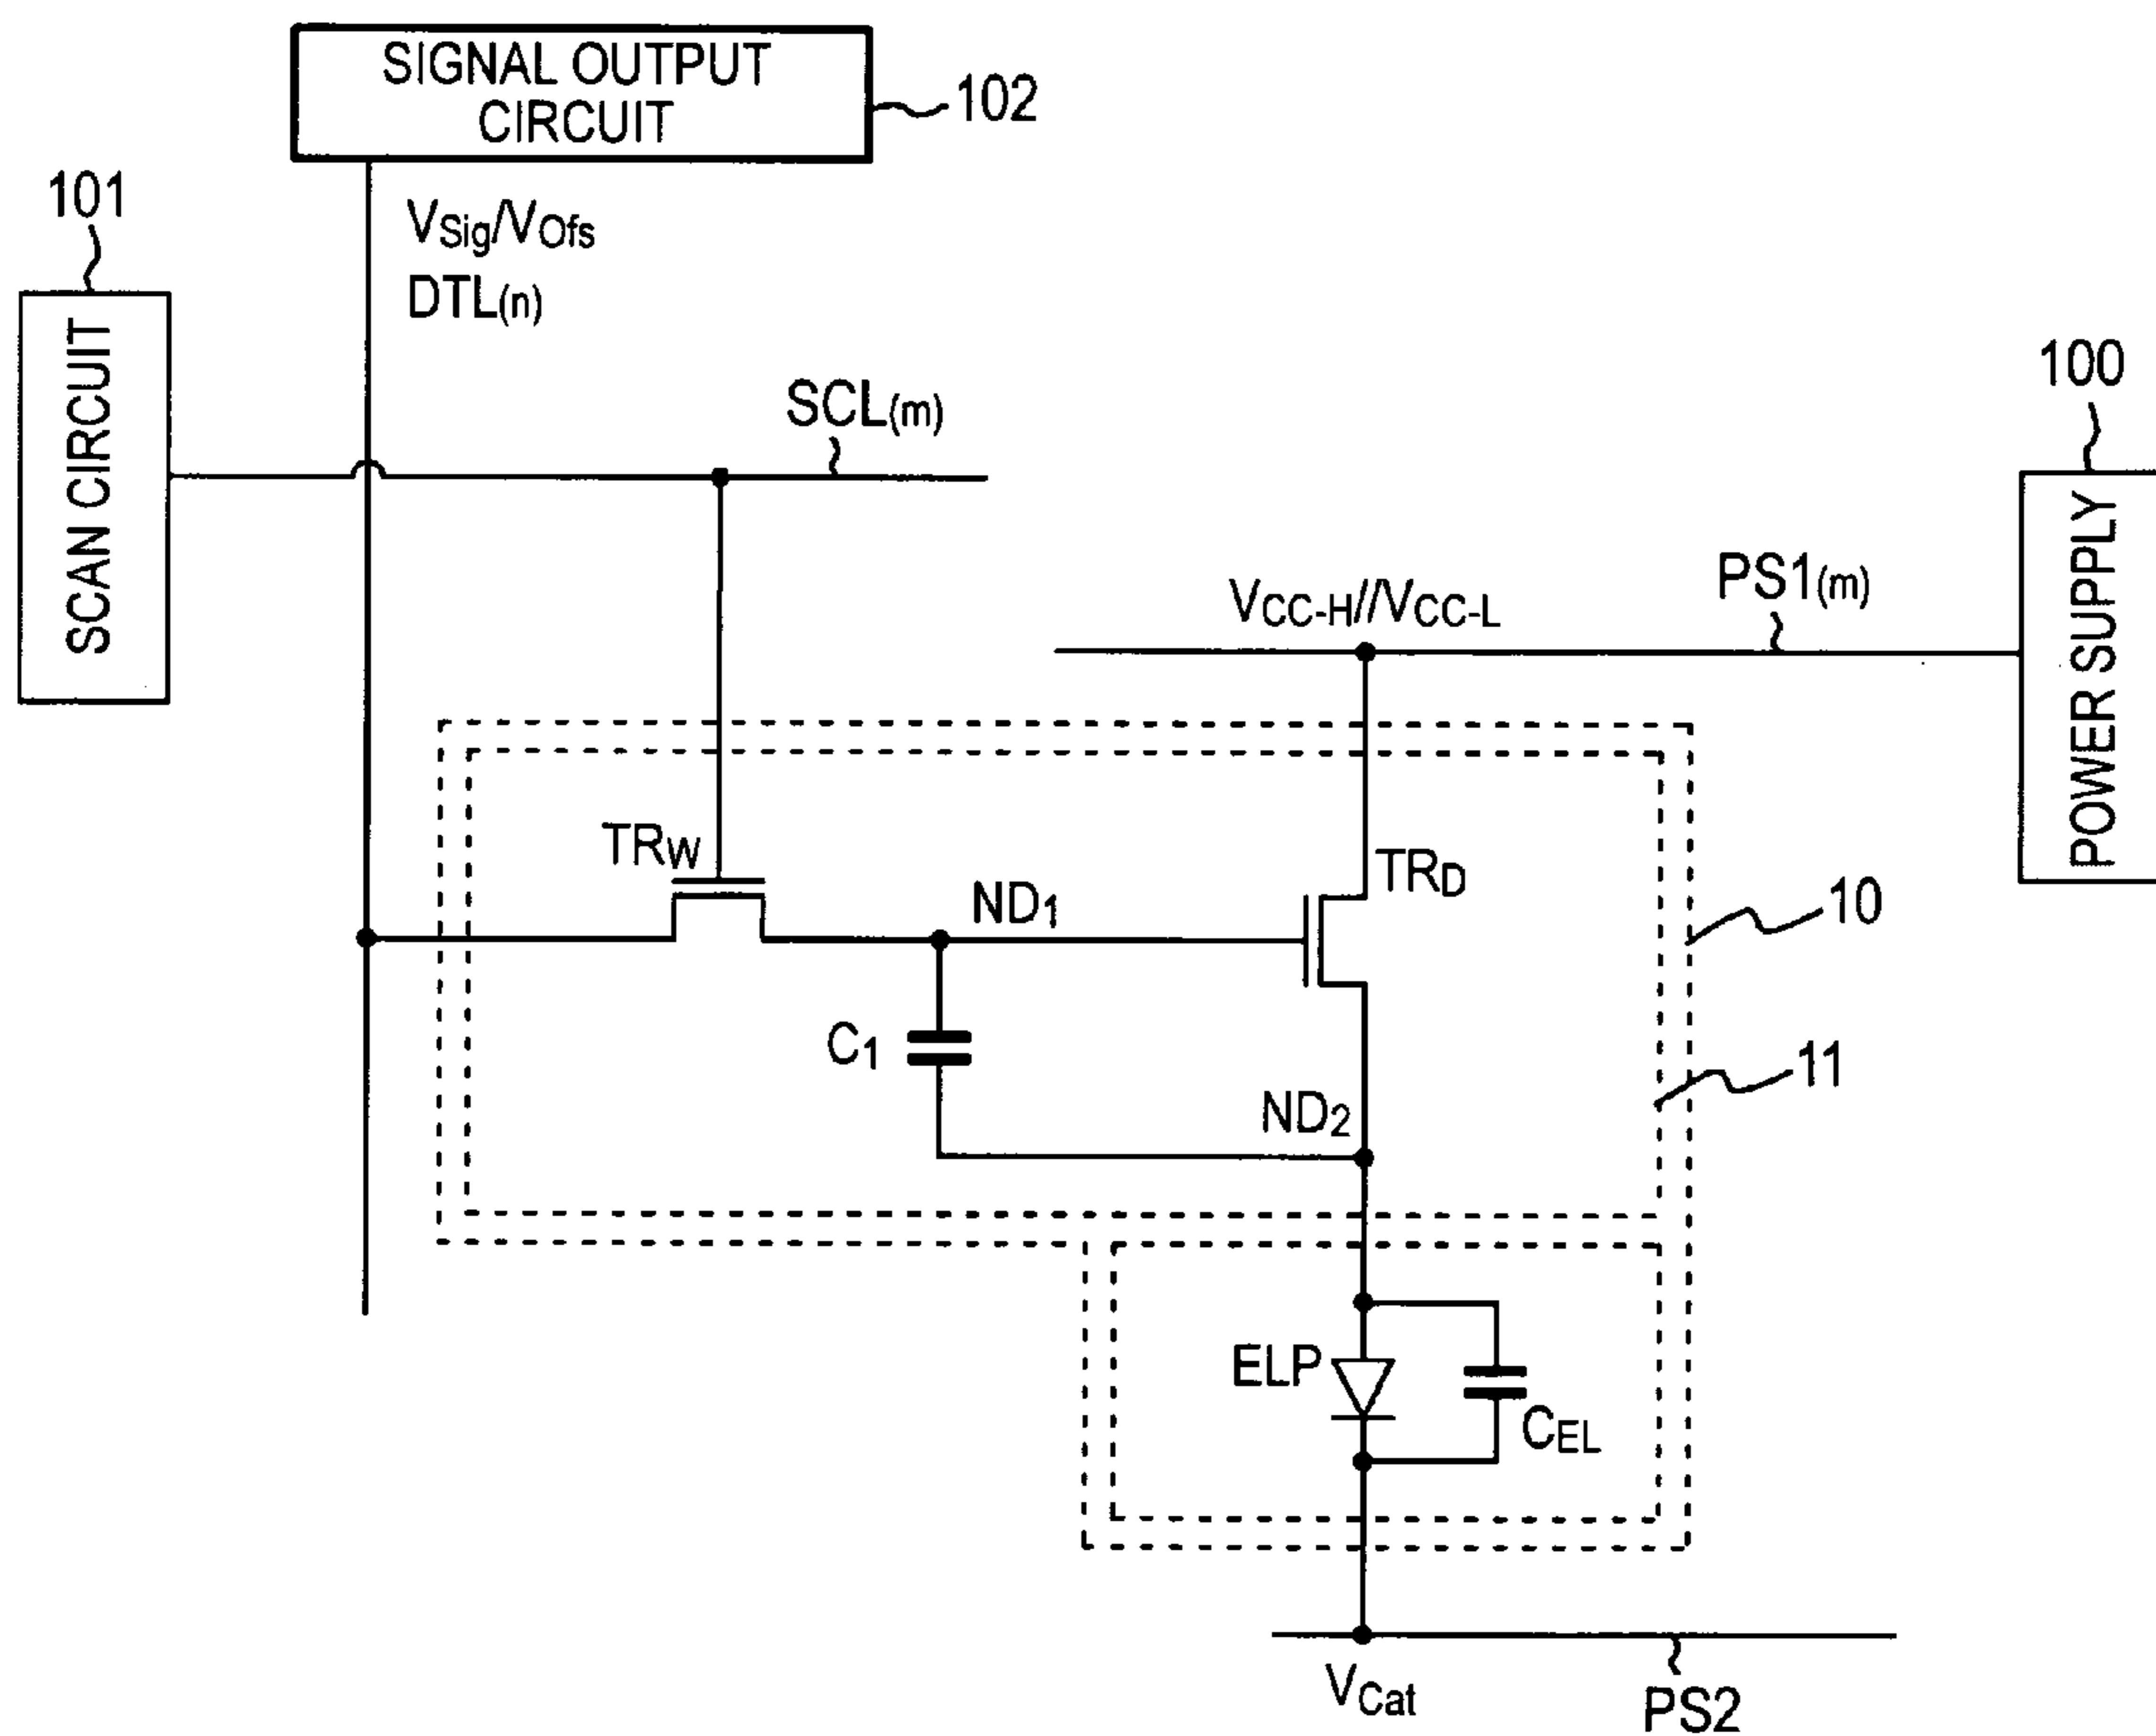 SIGNAL OUTPUT
CIRCUIT
102
101
VSig/VOfs
DTL(n)
SCAN CIRCUIT
SCL(m)
100
POWER SUPPLY
VCC-H//VCC-L
PS1(m)
TRW
ND1
TRD
10
C1
11
ND2
ELP
CEL
VCat
PS2